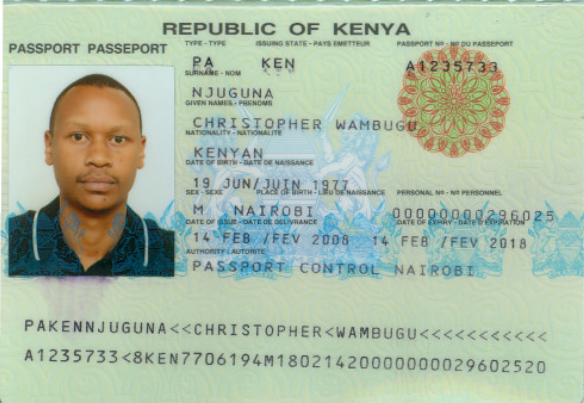 REPUBLIC OF KENYA
PASSPORT PASSEPORT
TYPE - TYPE ISSUING STATE - PAYS EMETTEUR PASSPORT No - No DU PASSEPORT
PA KEN A1235733
SURNAME - NOM
NJUGUNA
GIVEN NAMES - PRENOMS
CHRISTOPHER WAMBUGU
NATIONALITY - NATIONALITE
KENYAN
DATE OF BIRTH - DATE DE NAISSANCE
19 JUN/JUIN 1977
SEX - SEXE PLACE OF BIRTH - LIEU DE NAISSANCE PERSONAL No - No PERSONNEL
M NAIROBI 00000000296025
DATE OF ISSUE - DATE DE DELIVRANCE DATE OF EXPIRY - DATE D'EXPIRATION
14 FEB /FEV 2008 14 FEB /FEV 2018
AUTHORITY / AUTORITE
PASSPORT CONTROL NAIROBI
PAKENNJUGUNA<<CHRISTOPHER<WAMBUGU<<<<<<<<<<<
A1235733<8KEN7706194M18021420000000029602520